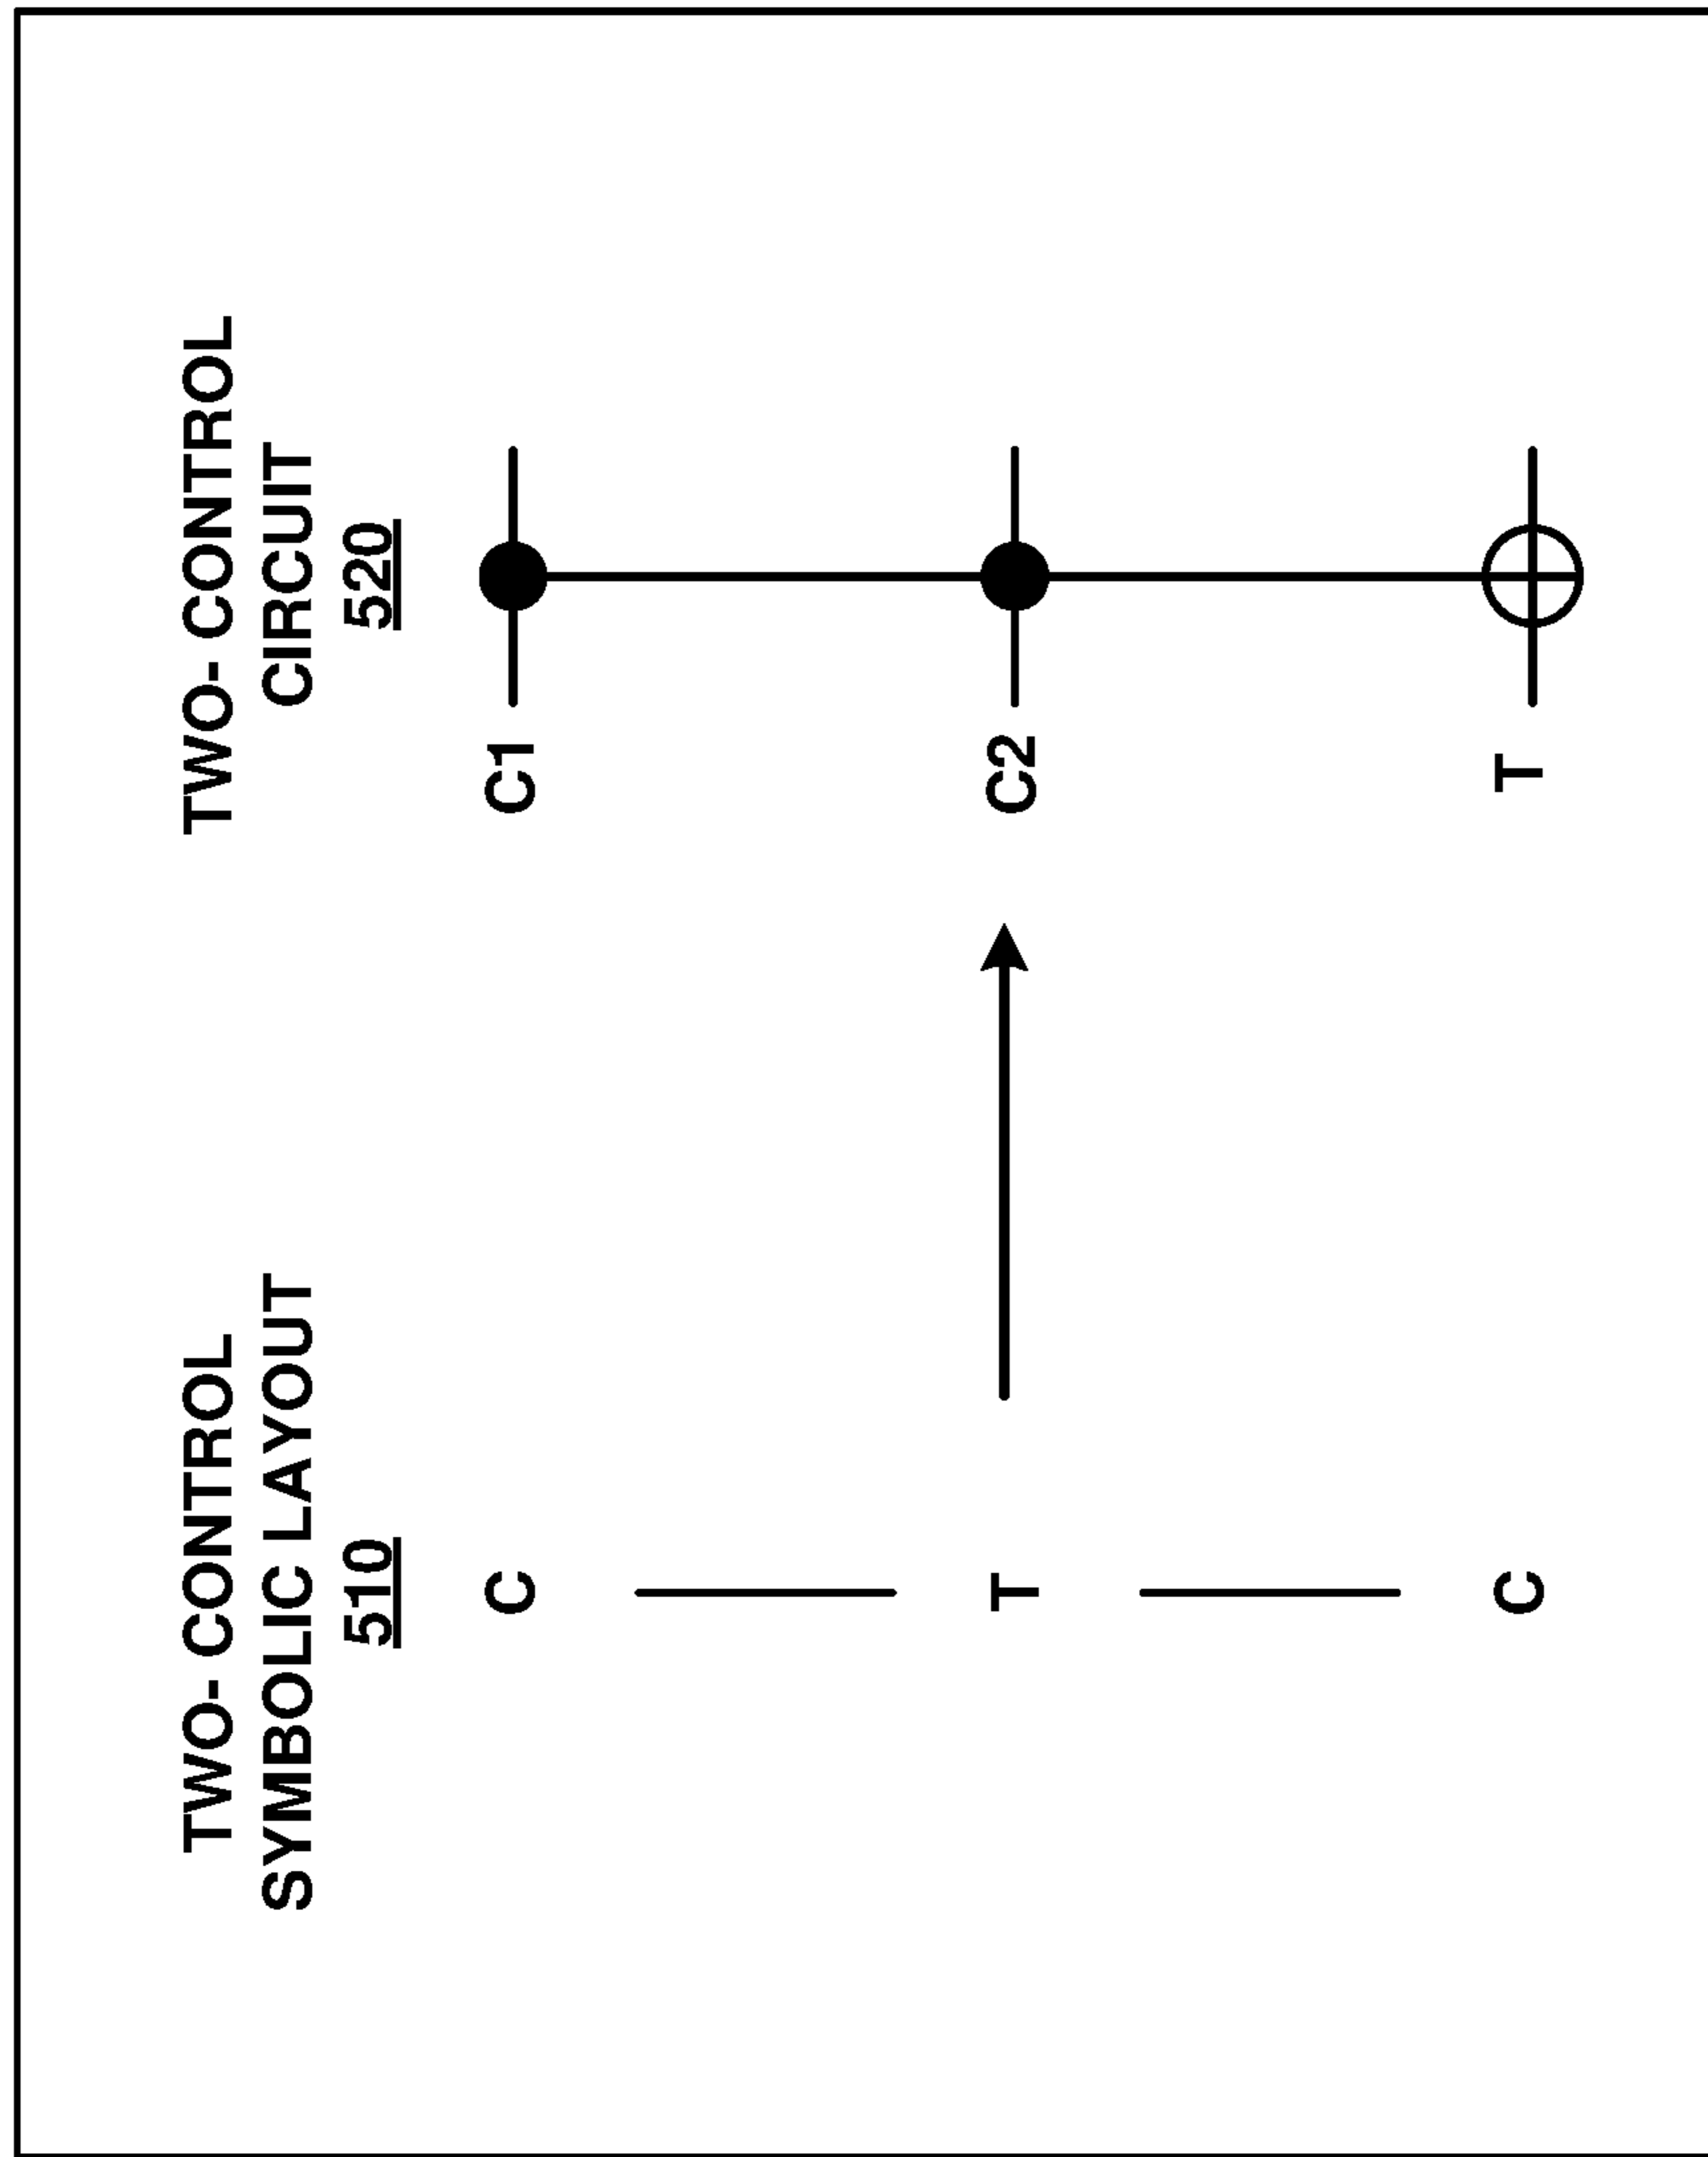 TWO- CONTROL
SYMBOLIC LAYOUT
510
C
T
C
TWO- CONTROL
CIRCUIT
520
C1
C2
T